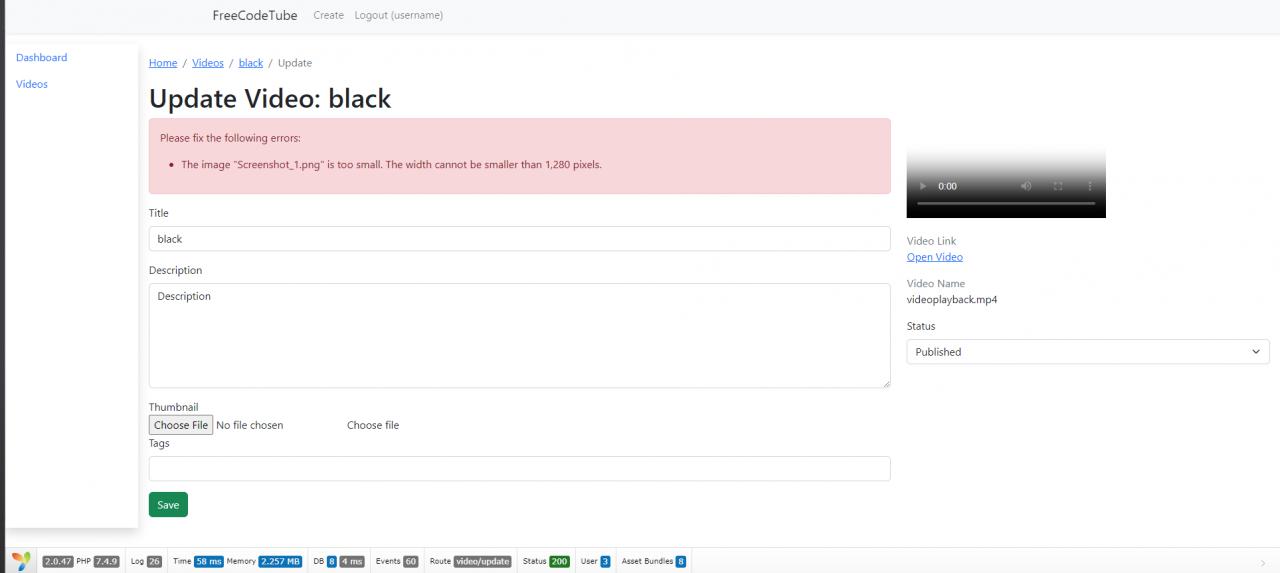 FreeCodeTube Create Logout (username)
Dashboard
Videos
Home / Videos / black / Update
Update Video: black
Please fix the following errors:
• The image "Screenshot_1.png" is too small. The width cannot be smaller than 1,280 pixels.
Title
black
Description
Description
Thumbnail
Choose File No file chosen Choose file
Tags
Save
0:00
Video Link
Open Video
Video Name
videoplayback.mp4
Status
Published
2.0.47 PHP 7.4.9 Log 26 Time 58 ms Memory 2.257 MB DB 8 4 ms Events 60 Route video/update Status 200 User 3 Asset Bundles 8